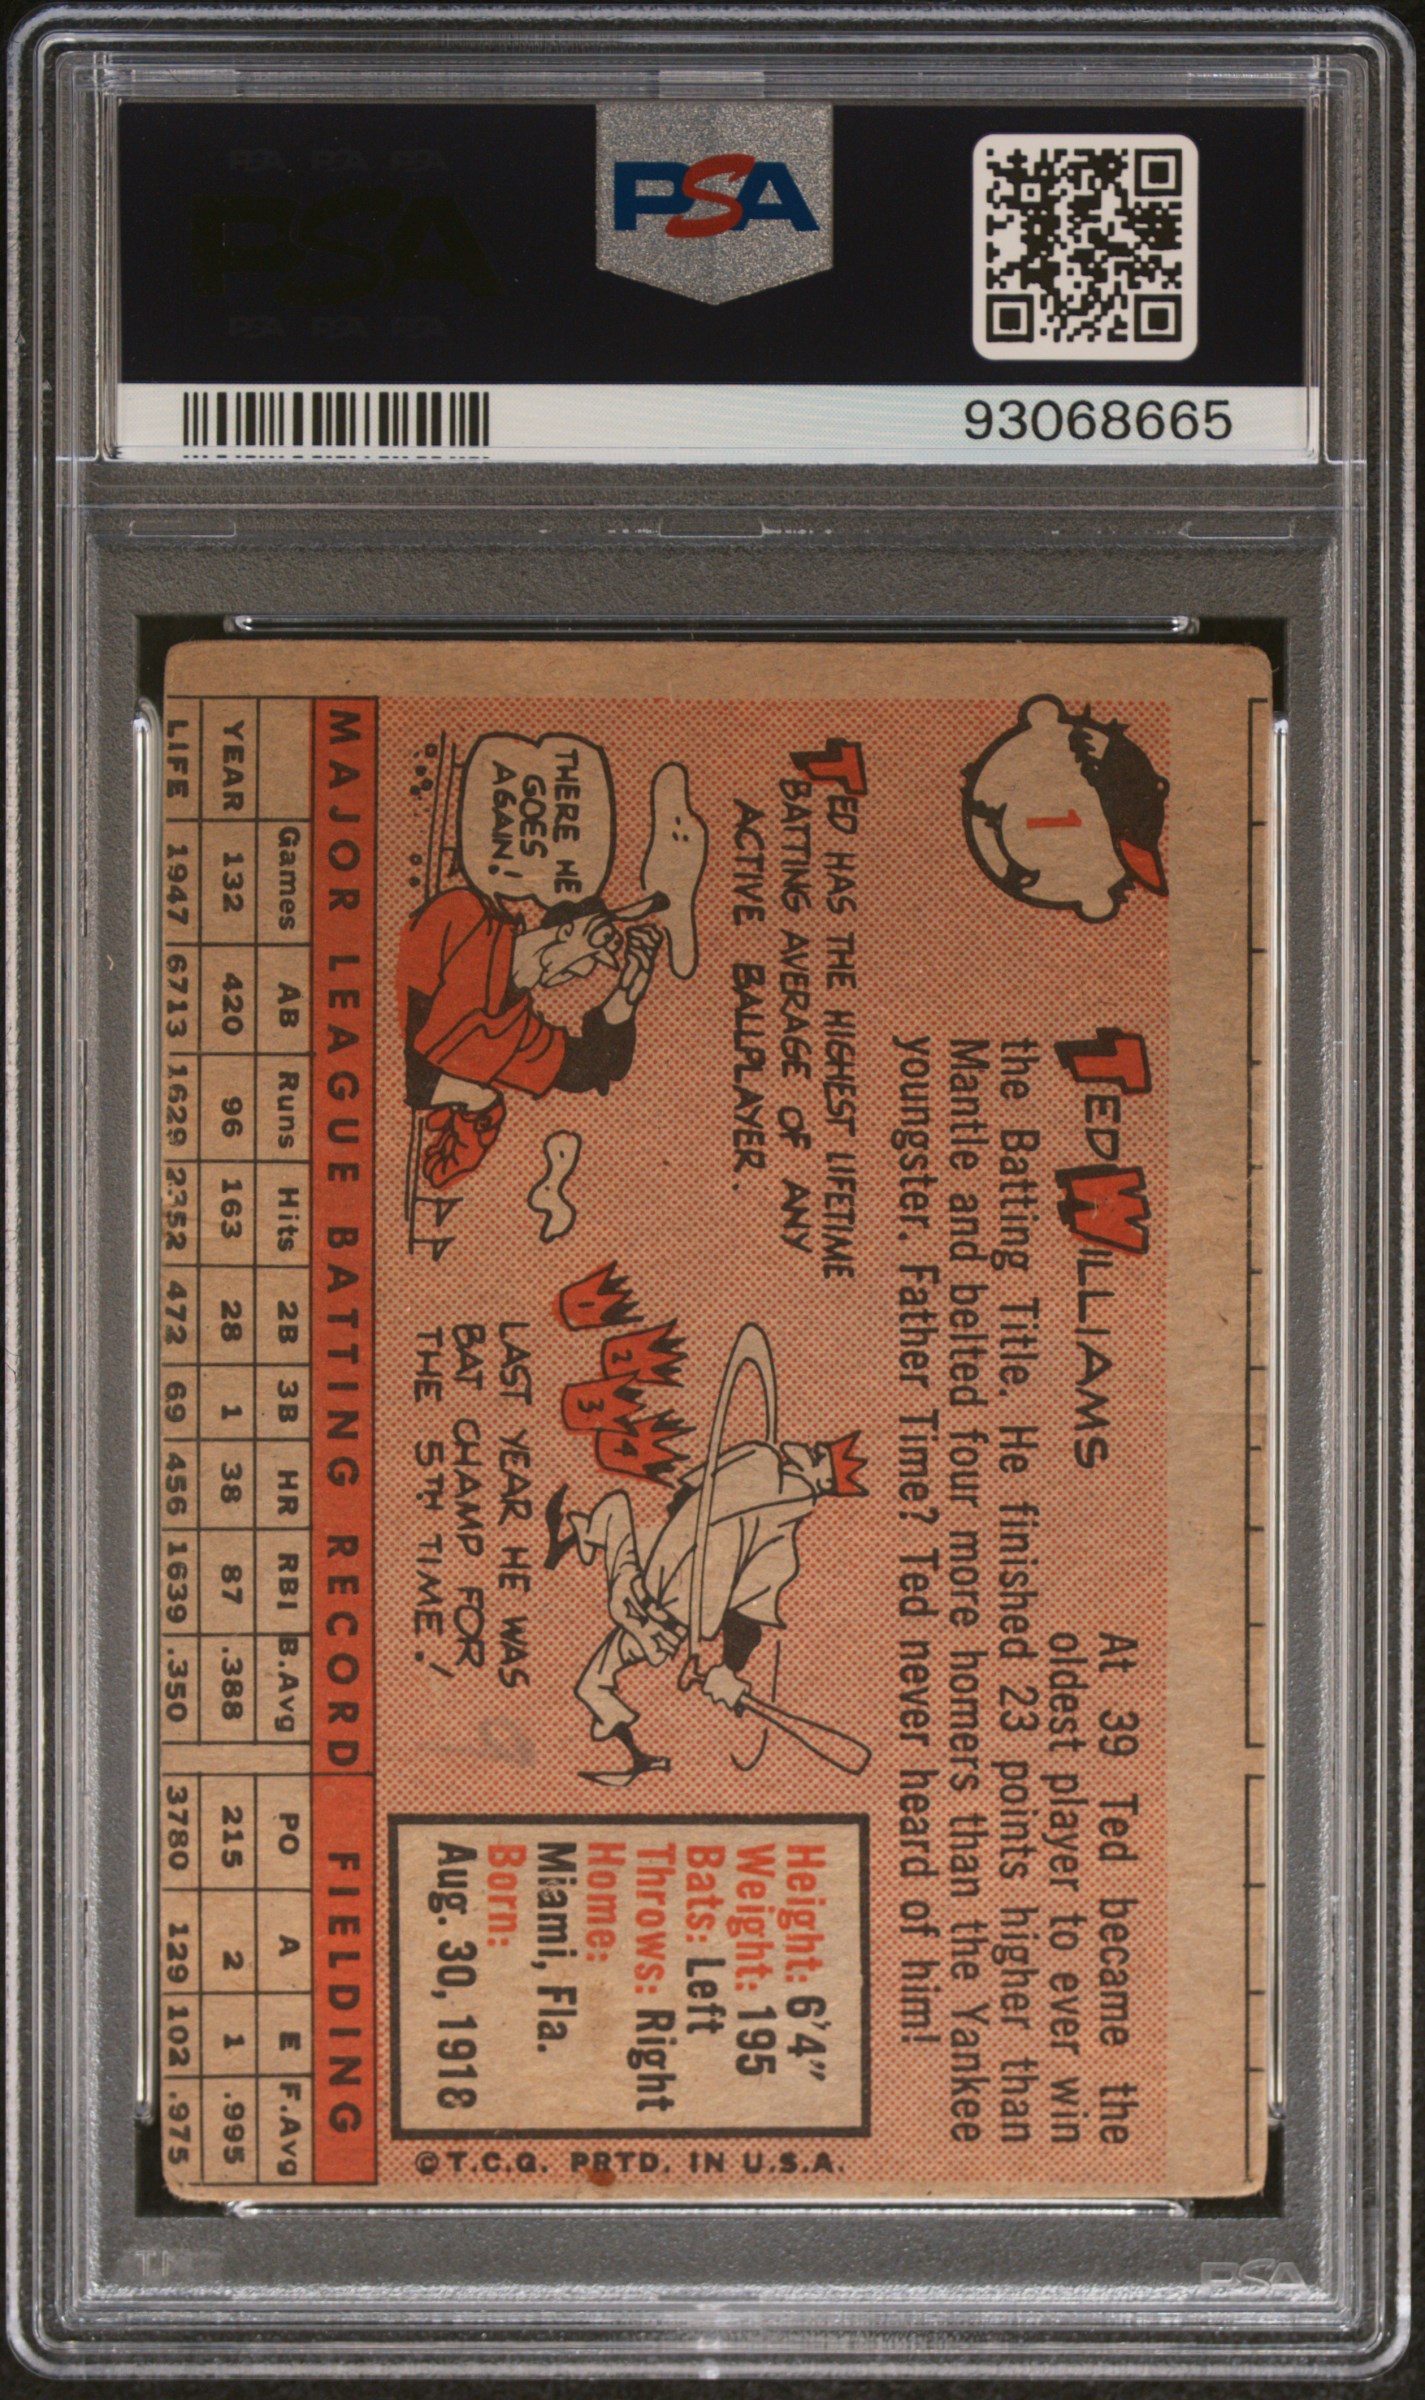 PSA
93068665
1
TED WILLIAMS
At 39 Ted became the
oldest player to ever win
the Batting Title. He finished 23 points higher than
Mantle and belted four more homers than the Yankee
youngster. Father Time? Ted never heard of him!
TED HAS THE HIGHEST LIFETIME
BATTING AVERAGE OF ANY
ACTIVE BALLPLAYER.
THERE HE
GOES
AGAIN!
1
2
3
4
LAST YEAR HE WAS
BAT CHAMP FOR
THE 5TH TIME!
9
Height: 6'4"
Weight: 195
Bats: Left
Throws: Right
Home:
Miami, Fla.
Born:
Aug. 30, 1918
©T.C.G. PRTD. IN U.S.A.
MAJOR LEAGUE BATTING RECORD FIELDING
Games AB Runs Hits 2B 3B HR RBI B.Avg PO A E F.Avg
YEAR 132 420 96 163 28 1 38 87 .388 215 2 1 .995
LIFE 1947 6713 1629 2352 472 69 456 1639 .350 3780 129 102 .975
PSA